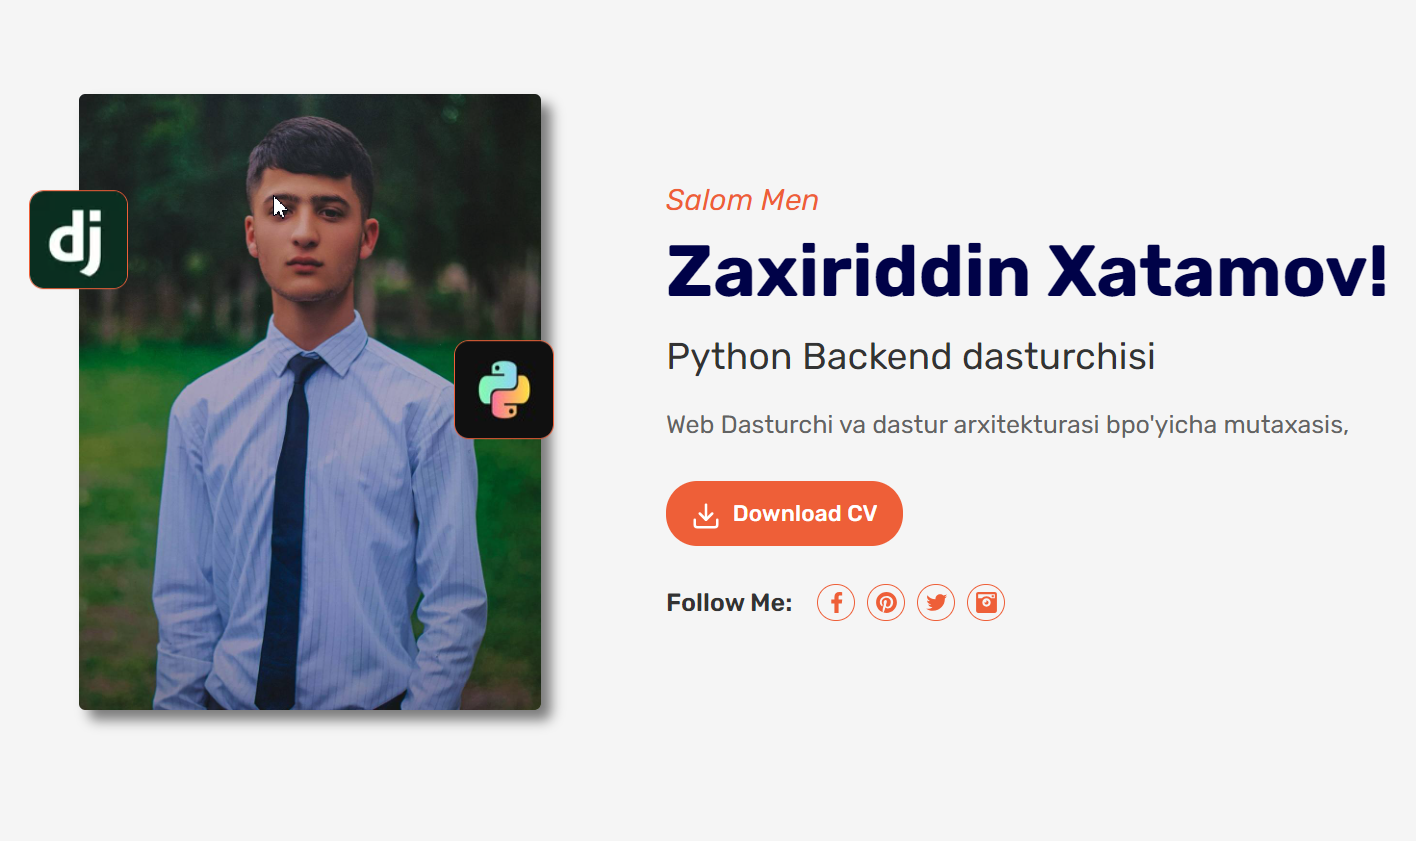 dj
Salom Men
Zaxiriddin Xatamov!
Python Backend dasturchisi
Web Dasturchi va dastur arxitekturasi bpo'yicha mutaxasis,
Download CV
Follow Me: